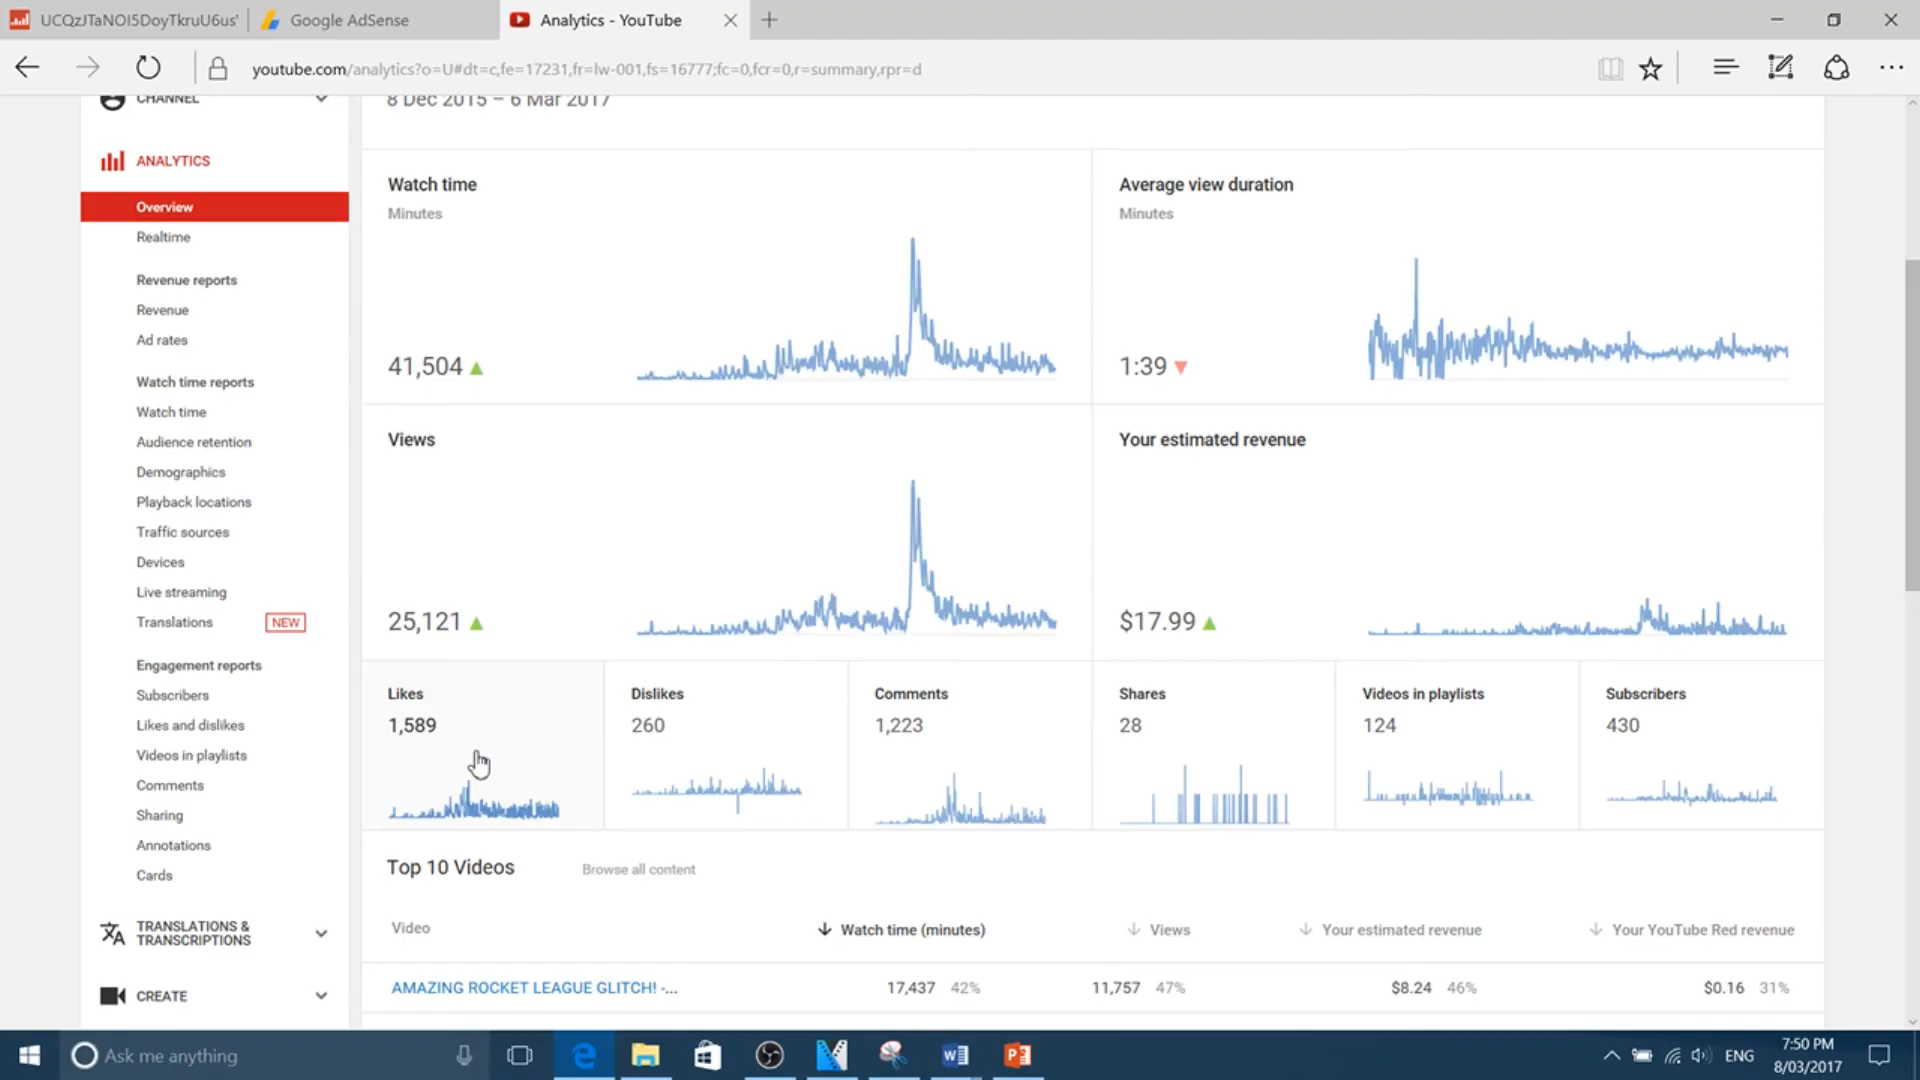 UCQzJTaNOI5DoyTkruU6us'
Google AdSense
Analytics - YouTube
youtube.com/analytics?o=U#dt=c,fe=17231,fr=lw-001,fs=16777;fc=0,fcr=0,r=summary,rpr=d
CHANNEL
8 Dec 2015 – 6 Mar 2017
ANALYTICS
Overview
Realtime
Revenue reports
Revenue
Ad rates
Watch time reports
Watch time
Audience retention
Demographics
Playback locations
Traffic sources
Devices
Live streaming
Translations NEW
Engagement reports
Subscribers
Likes and dislikes
Videos in playlists
Comments
Sharing
Annotations
Cards
TRANSLATIONS &
TRANSCRIPTIONS
CREATE
Watch time
Minutes
41,504
Average view duration
Minutes
1:39
Views
25,121
Your estimated revenue
$17.99
Likes
1,589
Dislikes
260
Comments
1,223
Shares
28
Videos in playlists
124
Subscribers
430
Top 10 Videos Browse all content
Video Watch time (minutes) Views Your estimated revenue Your YouTube Red revenue
AMAZING ROCKET LEAGUE GLITCH! -... 17,437 42% 11,757 47% $8.24 46% $0.16 31%
Ask me anything
ENG
7:50 PM
8/03/2017